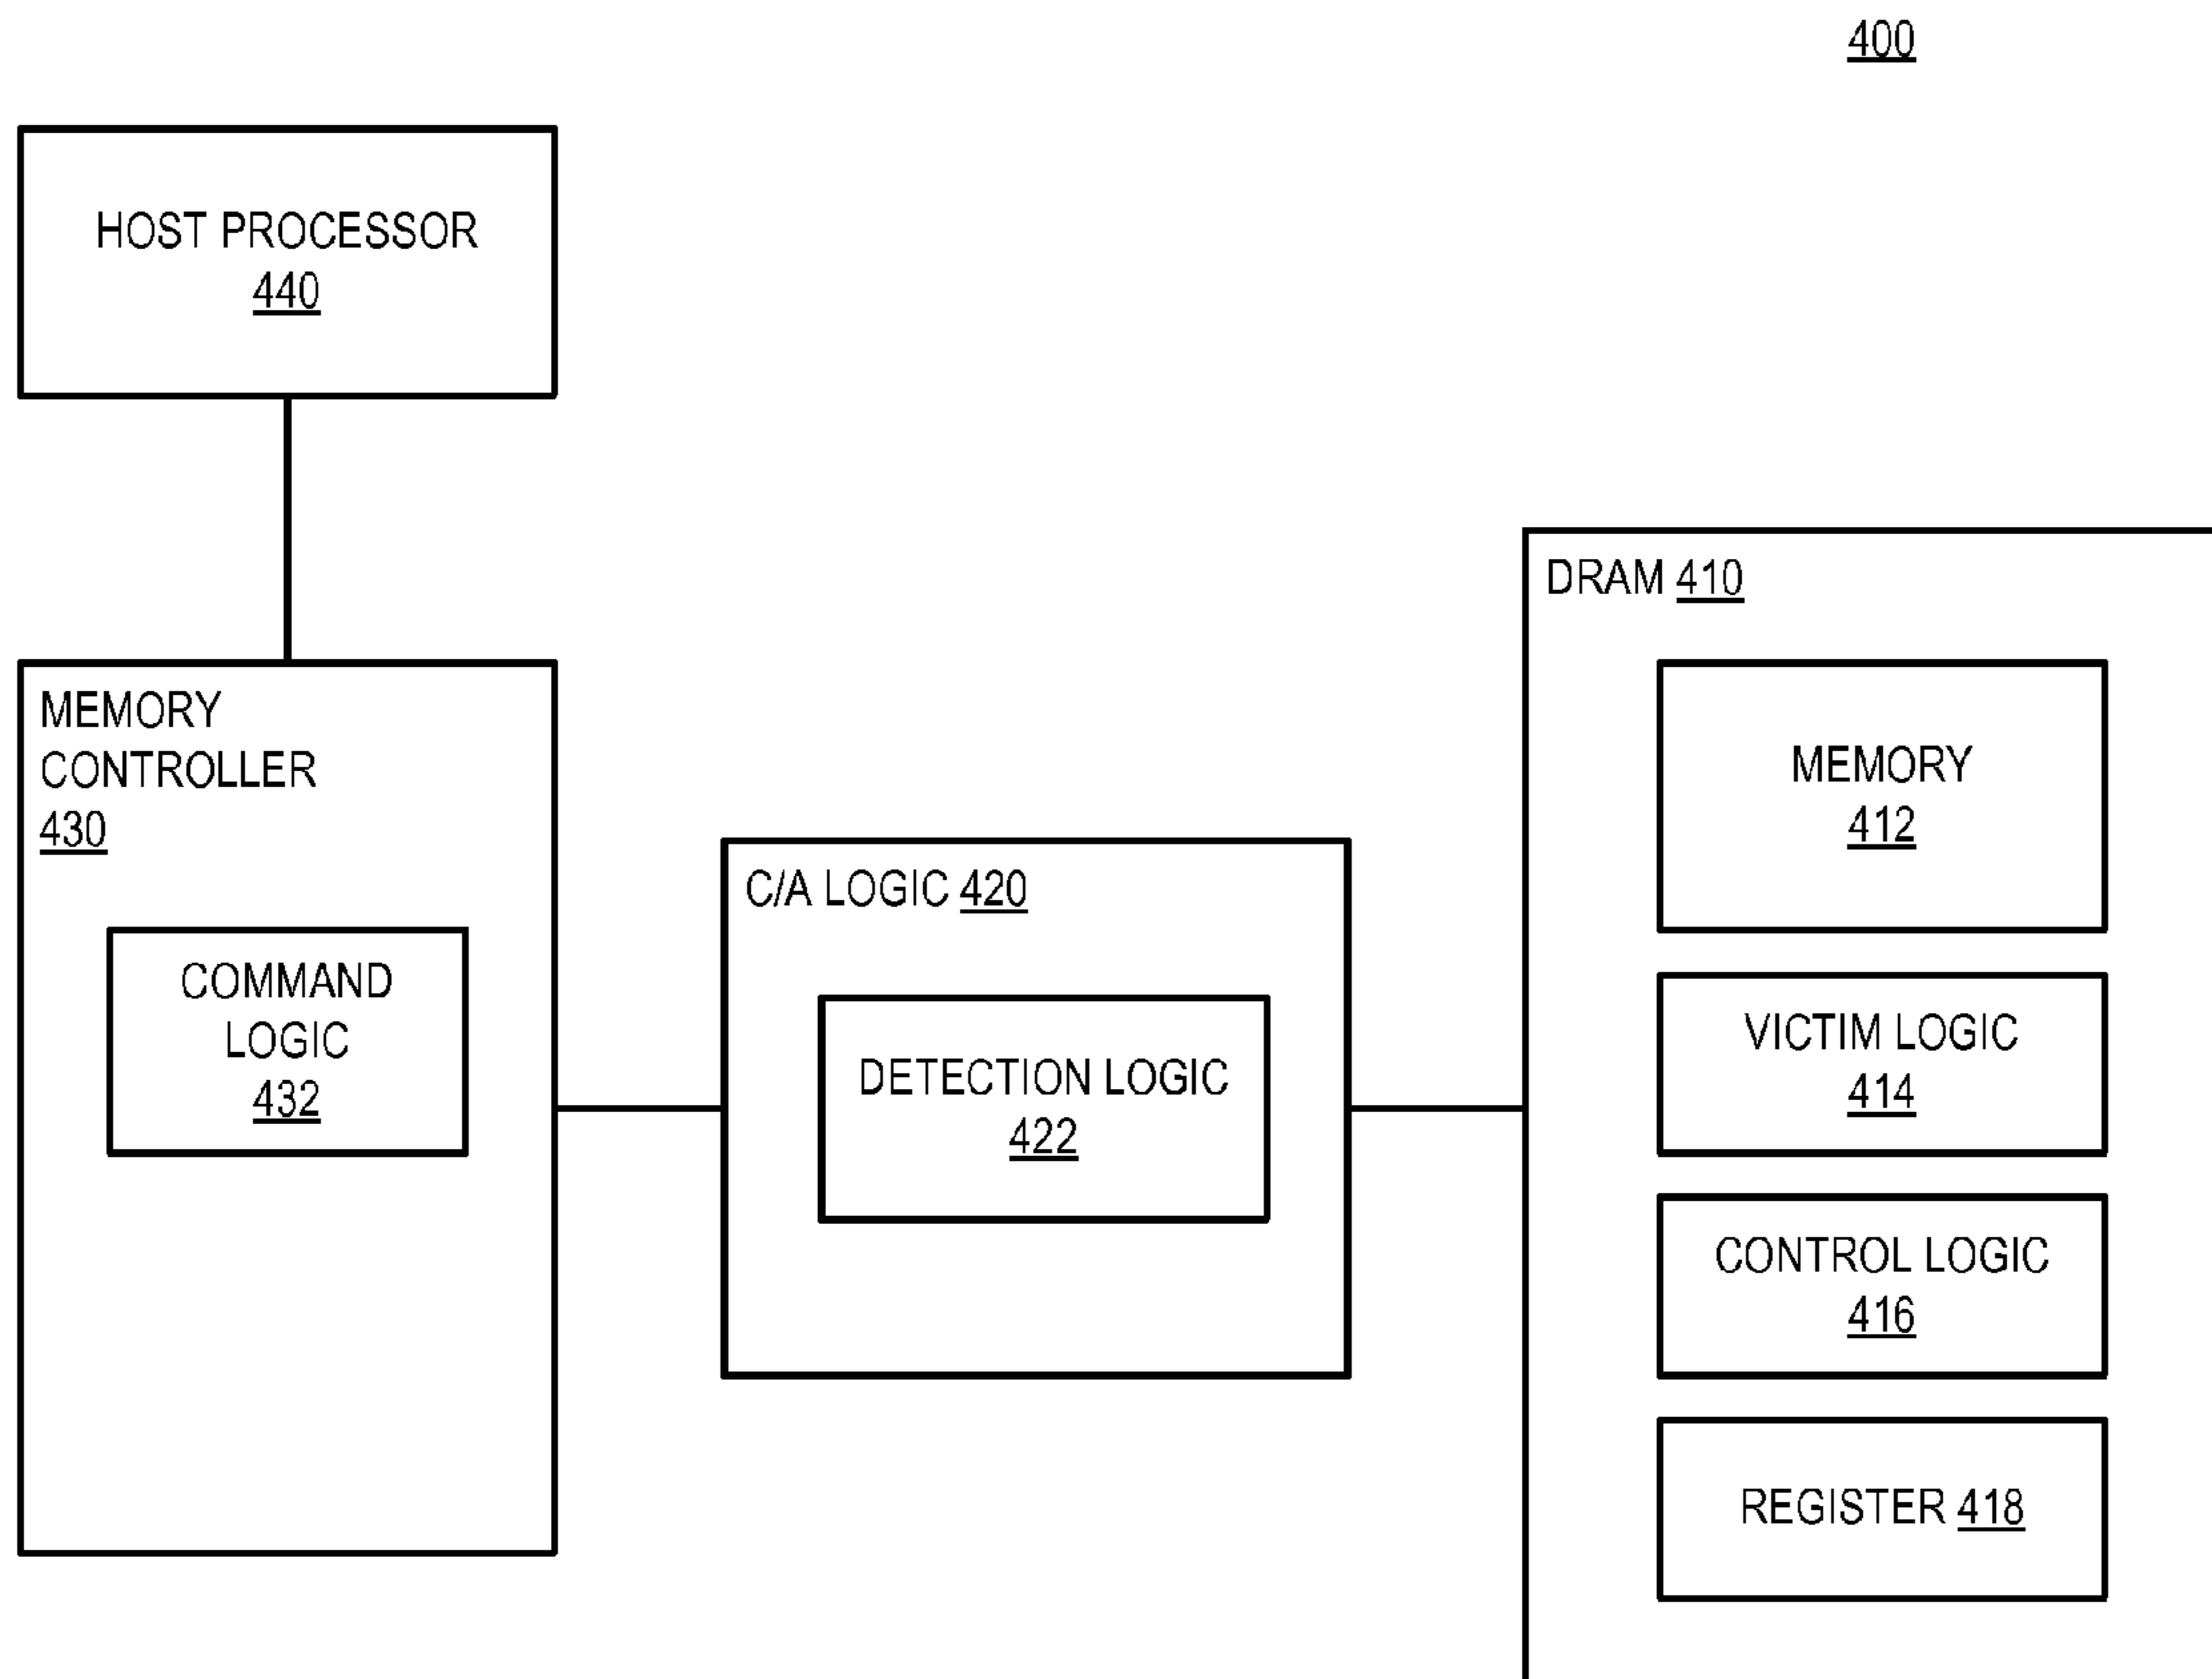 400
HOST PROCESSOR
440
MEMORY
CONTROLLER
430
COMMAND
LOGIC
432
C/A LOGIC 420
DETECTION LOGIC
422
DRAM 410
MEMORY
412
VICTIM LOGIC
414
CONTROL LOGIC
416
REGISTER 418